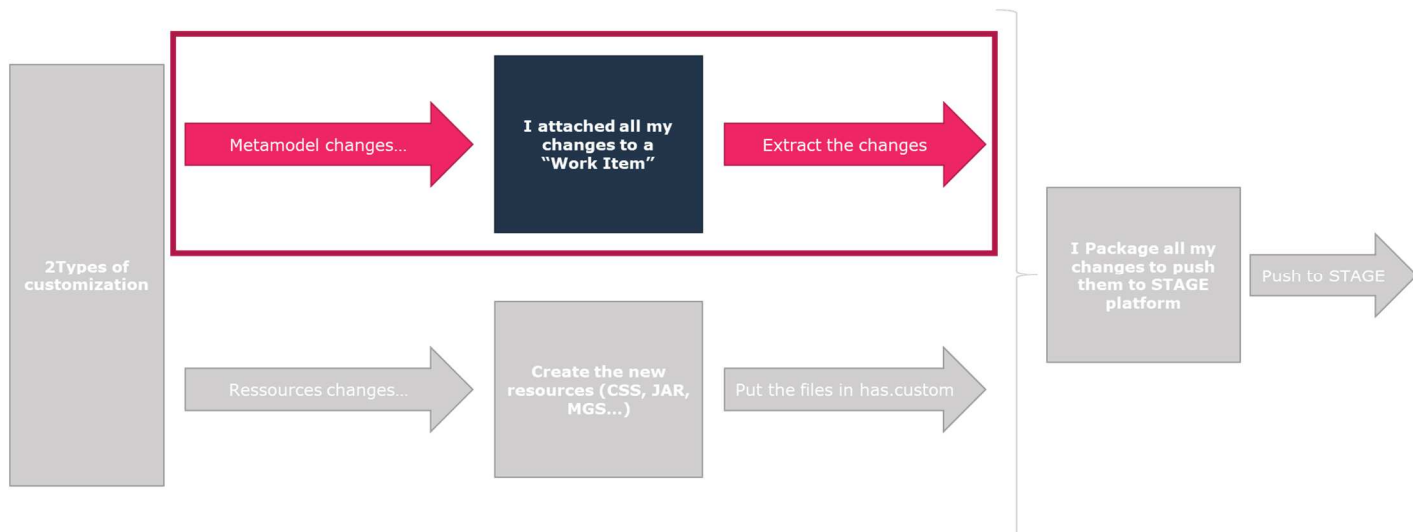 2Types of
customization
Metamodel changes...
I attached all my
changes to a
“Work Item”
Extract the changes
Ressources changes...
Create the new
resources (CSS, JAR,
MGS...)
Put the files in has.custom
I Package all my
changes to push
them to STAGE
platform
Push to STAGE